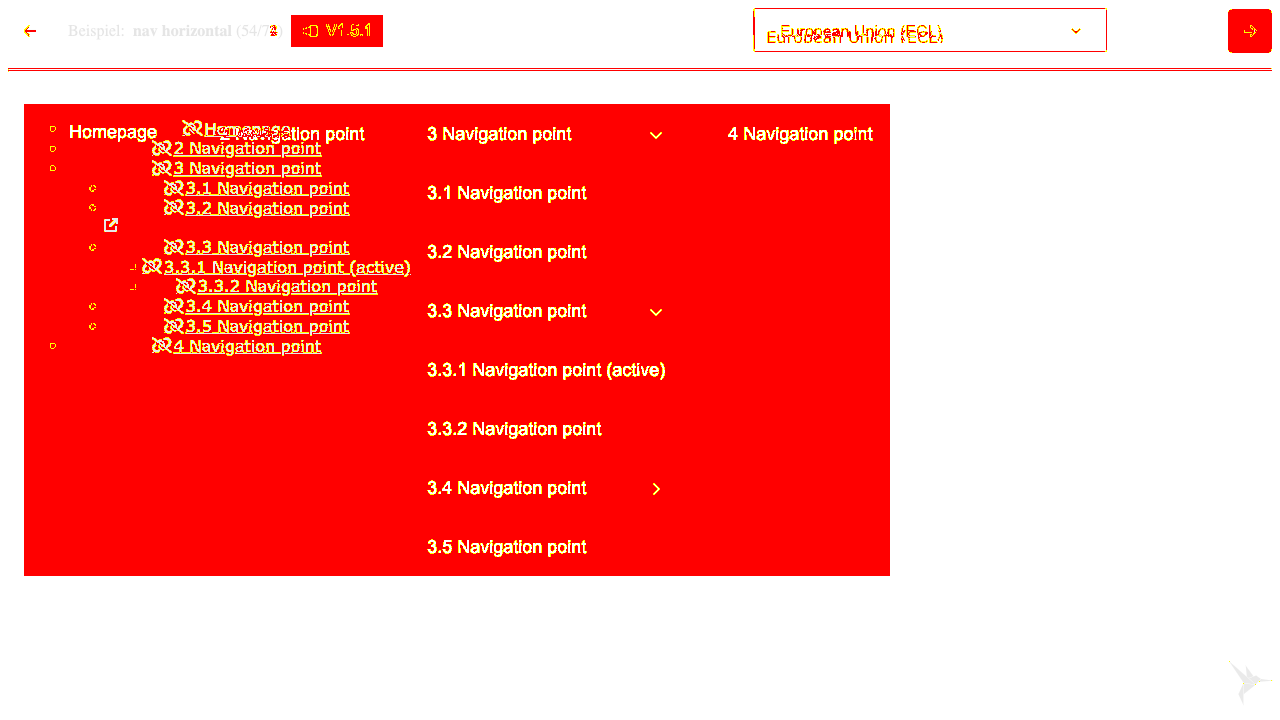 Beispiel: nav horizontal (54/7
V1.5.1
European Union (ECL)
European Union (ECL)
Homepage
Homepage
2 Navigation point
3 Navigation point
4 Navigation point
2 Navigation point
3 Navigation point
3.1 Navigation point
3.2 Navigation point
3.3 Navigation point
3.3.1 Navigation point (active)
3.3.2 Navigation point
3.4 Navigation point
3.5 Navigation point
4 Navigation point
3.1 Navigation point
3.2 Navigation point
3.3 Navigation point
3.3.1 Navigation point (active)
3.3.2 Navigation point
3.4 Navigation point
3.5 Navigation point